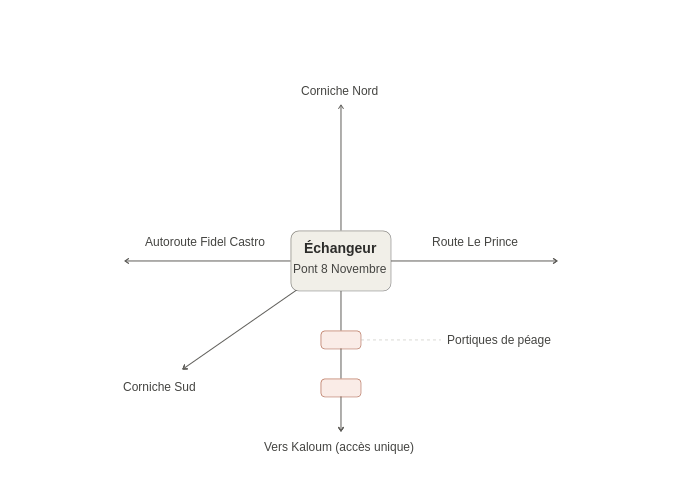 Corniche Nord
Autoroute Fidel Castro
Échangeur
Pont 8 Novembre
Route Le Prince
Portiques de péage
Corniche Sud
Vers Kaloum (accès unique)